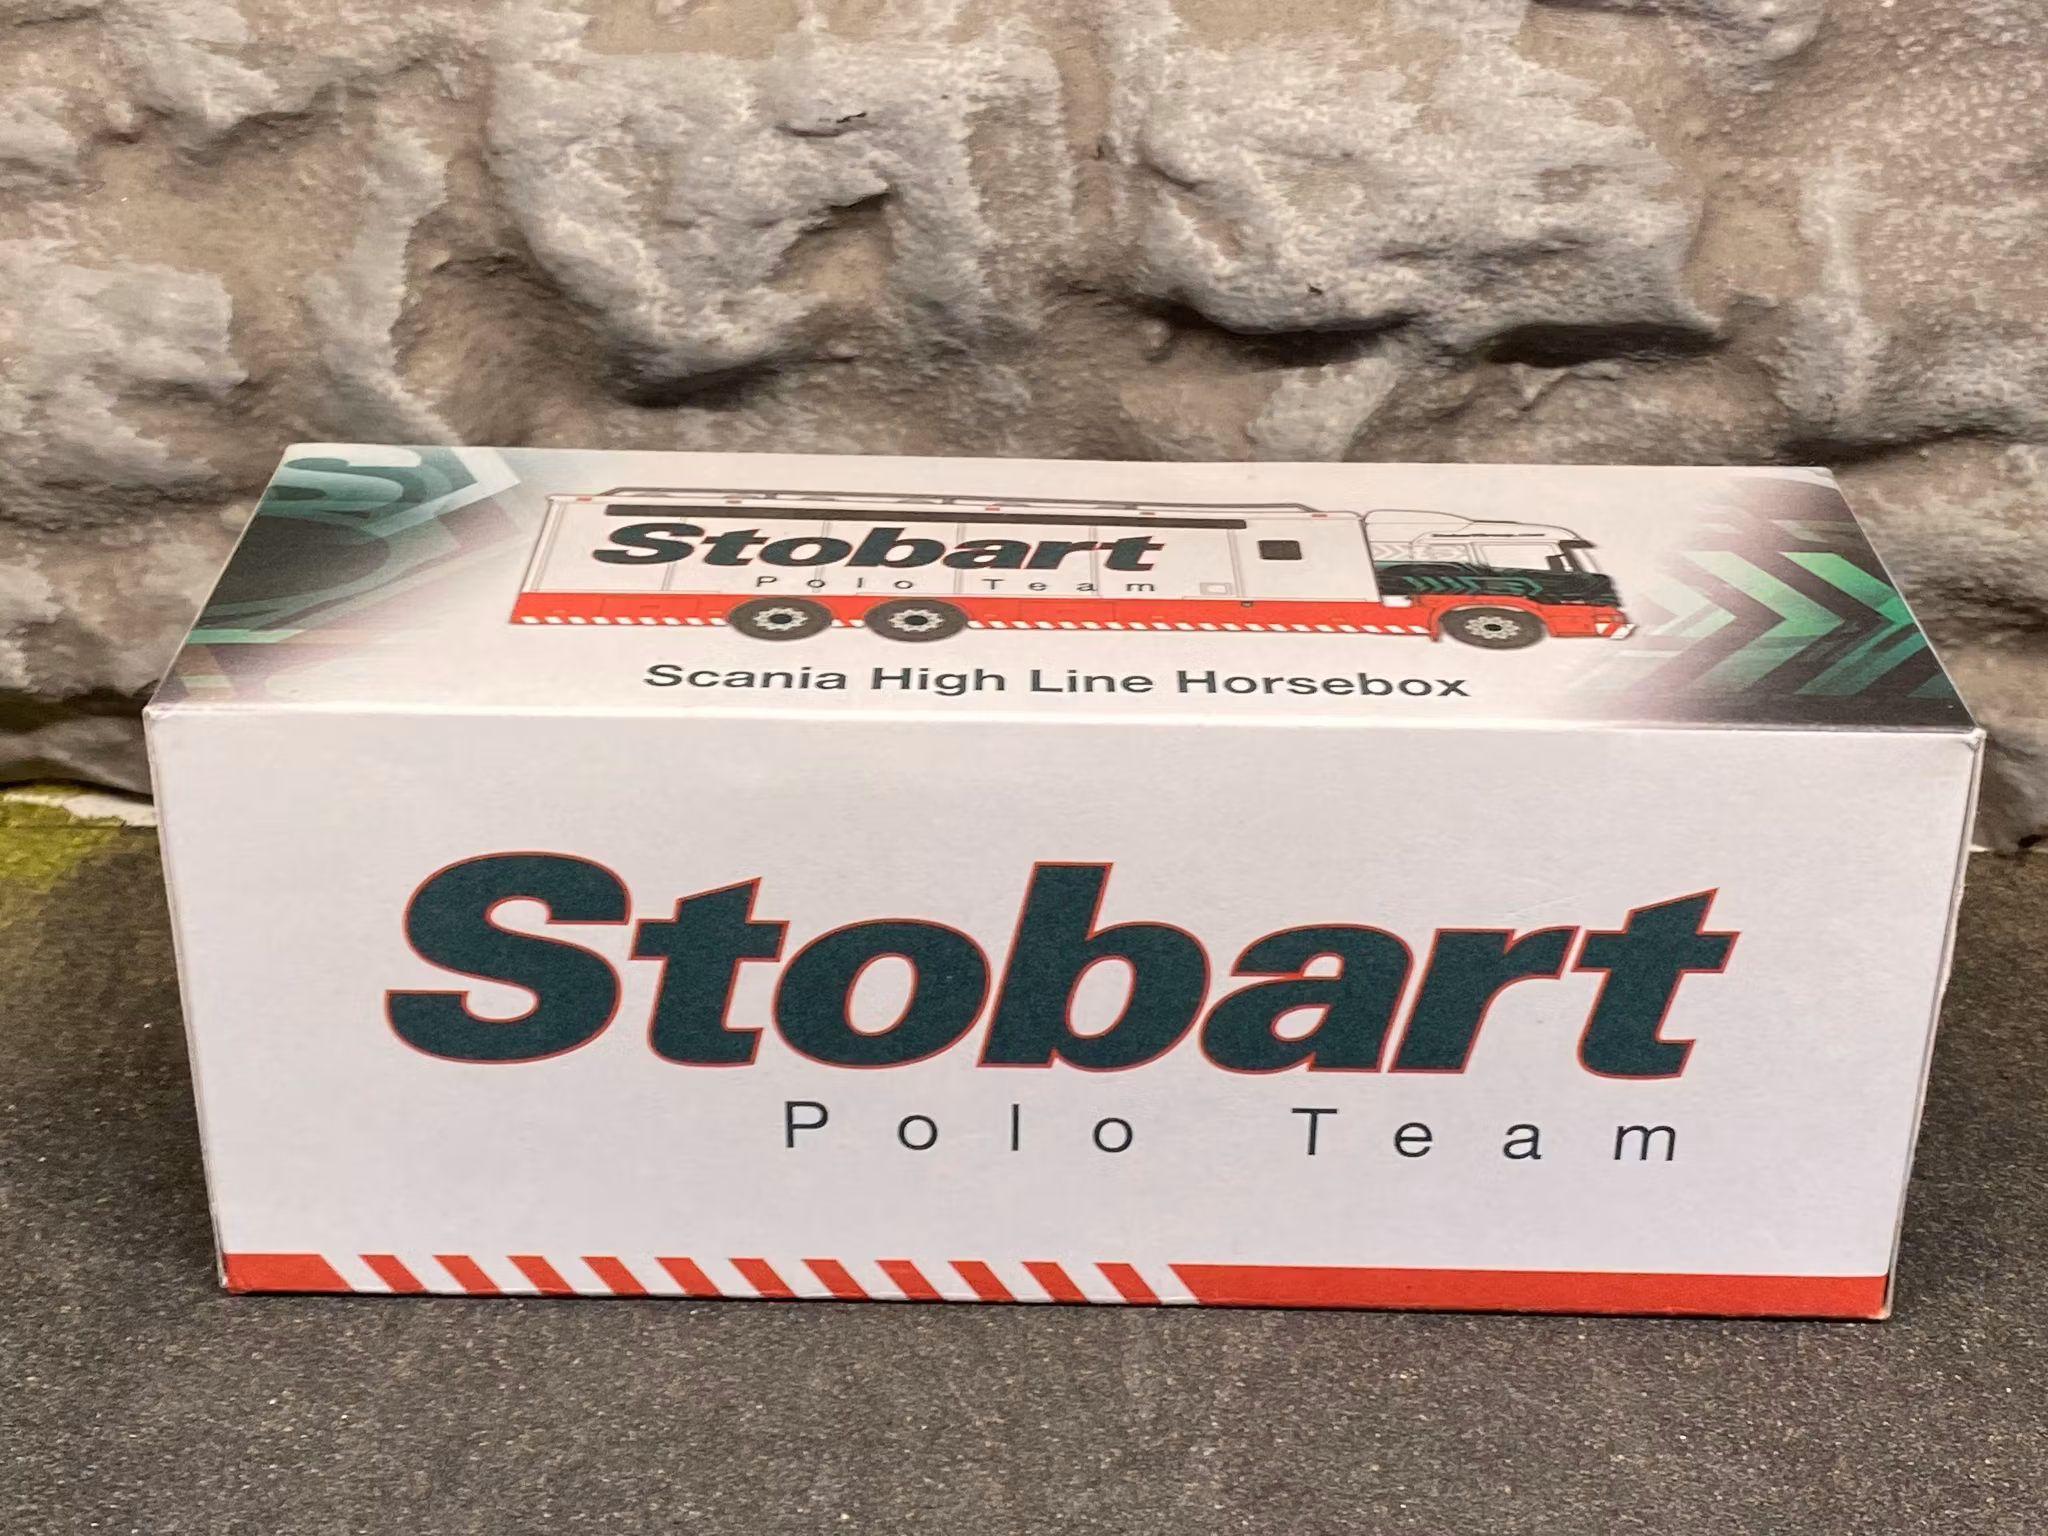 Stobart
Polo Team
Scania High Line Horsebox
Stobart
Polo Team